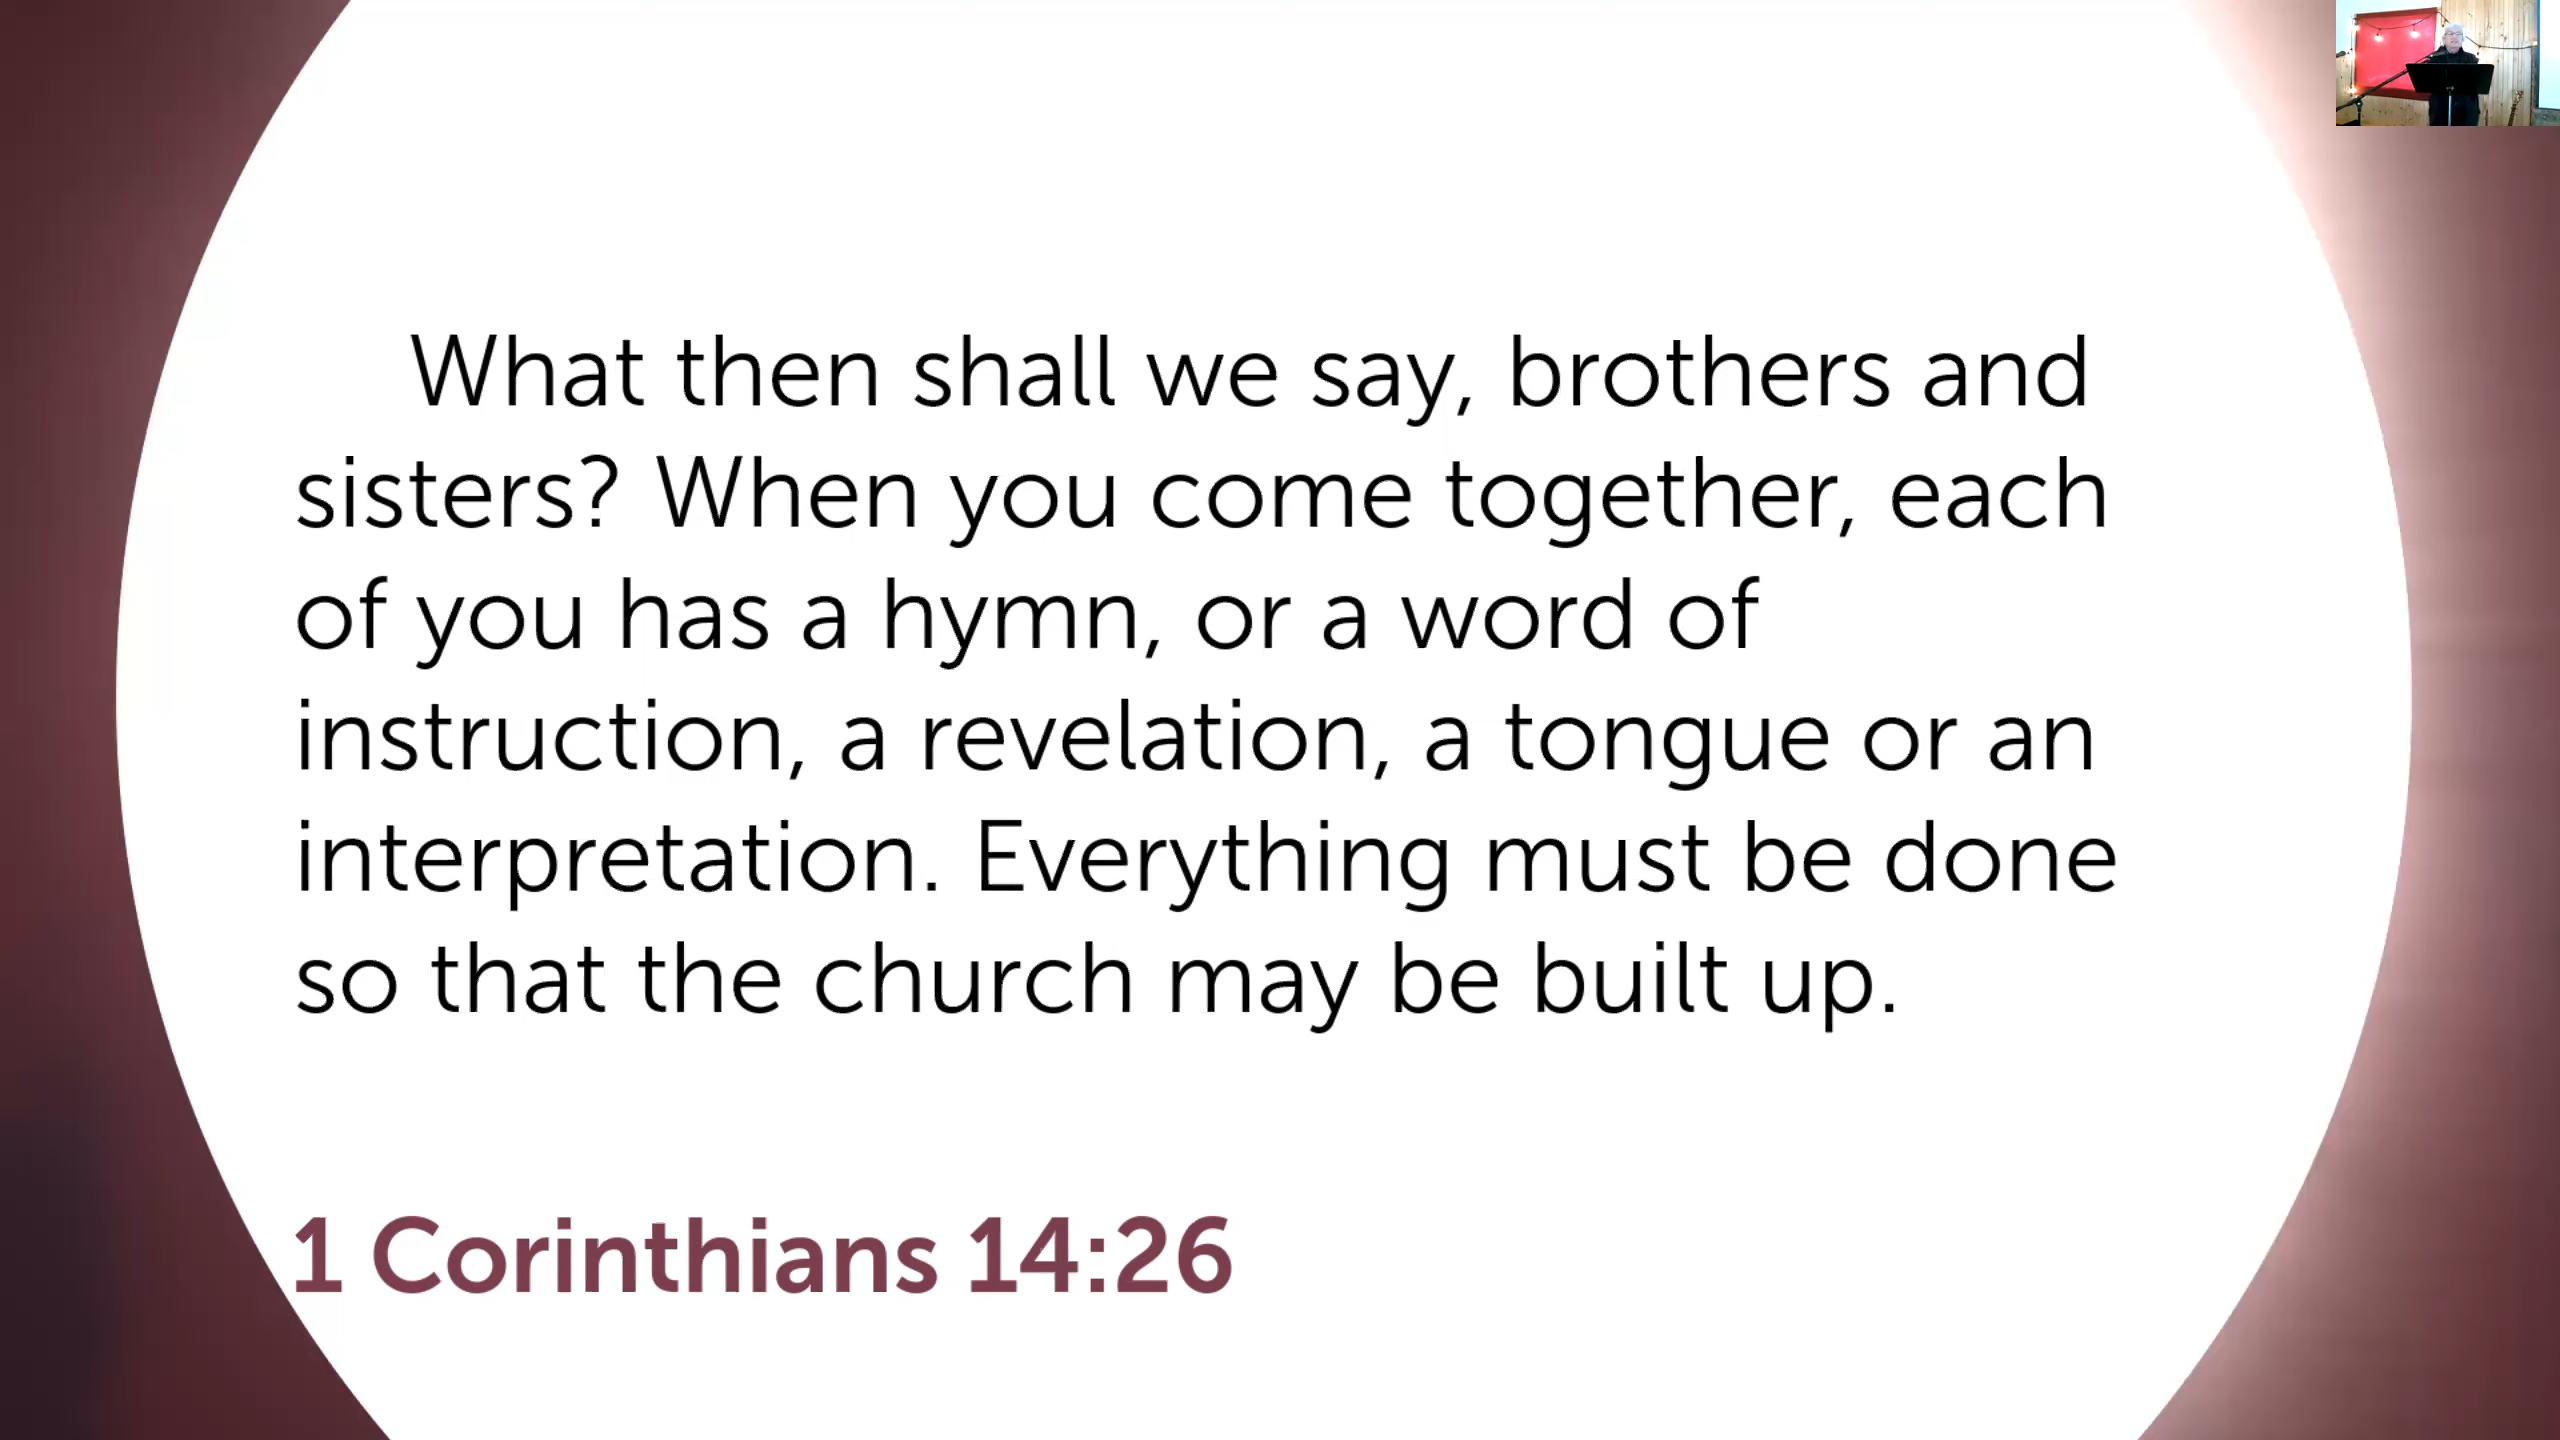 What then shall we say, brothers and
sisters? When you come together, each
of you has a hymn, or a word of
instruction, a revelation, a tongue or an
interpretation. Everything must be done
so that the church may be built up.
1 Corinthians 14:26